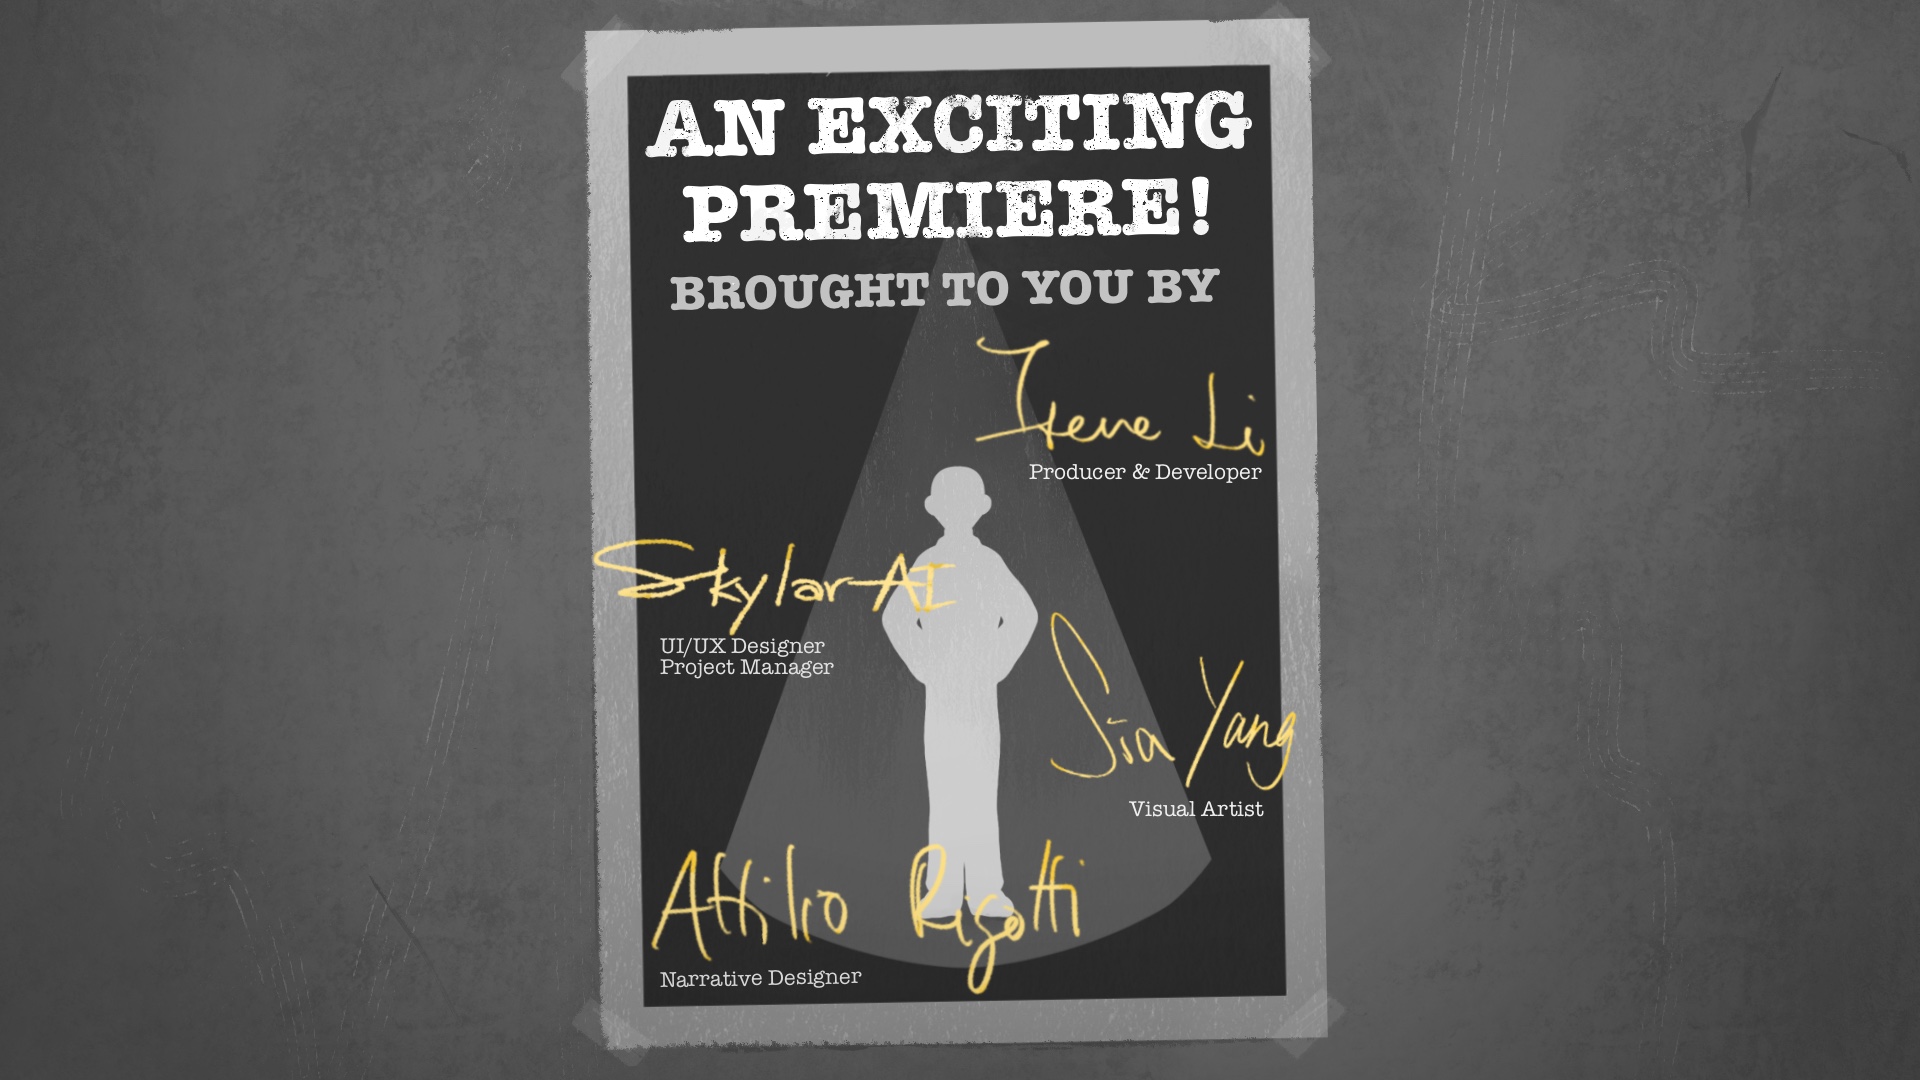 AN EXCITING
PREMIERE!
BROUGHT TO YOU BY
Irene Li
Producer & Developer
Skylar-AI
UI/UX Designer
Project Manager
Sia Yang
Visual Artist
Attilio Rigotti
Narrative Designer